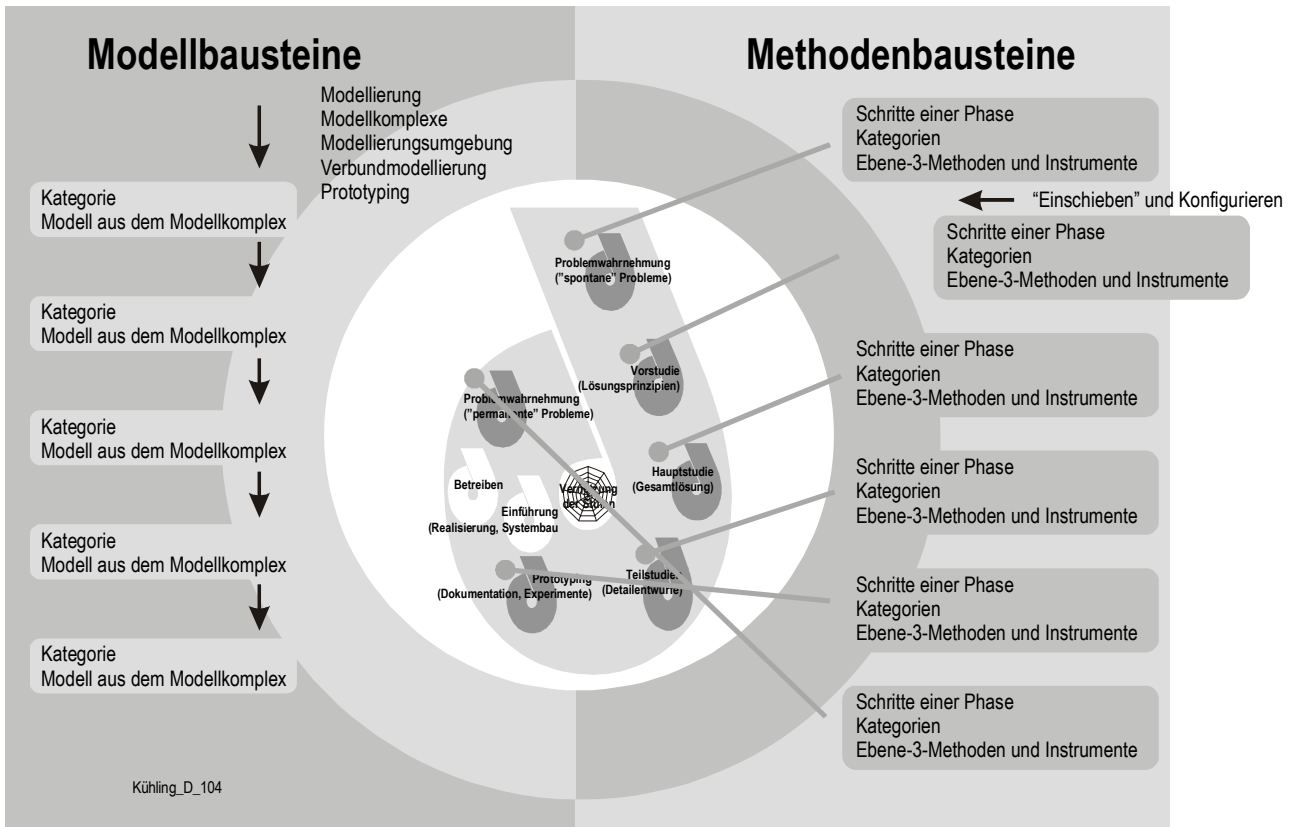 Modellbausteine
Modellierung
Modellkomplexe
Modellierungsumgebung
Verbundmodellierung
Prototyping
Kategorie
Modell aus dem Modellkomplex
Kategorie
Modell aus dem Modellkomplex
Kategorie
Modell aus dem Modellkomplex
Kategorie
Modell aus dem Modellkomplex
Kategorie
Modell aus dem Modellkomplex
Kühling_D_104
Problemwahrnehmung
("spontane" Probleme)
Vorstudie
(Lösungsprinzipien)
Problemwahrnehmung
("permanente" Probleme)
Hauptstudie
(Gesamtlösung)
Betreiben
Einführung
(Realisierung, Systembau
der
Prototyping
(Dokumentation, Experimente)
Teilstudien
(Detailentwürfe)
Methodenbausteine
Schritte einer Phase
Kategorien
Ebene-3-Methoden und Instrumente
"Einschieben" und Konfigurieren
Schritte einer Phase
Kategorien
Ebene-3-Methoden und Instrumente
Schritte einer Phase
Kategorien
Ebene-3-Methoden und Instrumente
Schritte einer Phase
Kategorien
Ebene-3-Methoden und Instrumente
Schritte einer Phase
Kategorien
Ebene-3-Methoden und Instrumente
Schritte einer Phase
Kategorien
Ebene-3-Methoden und Instrumente